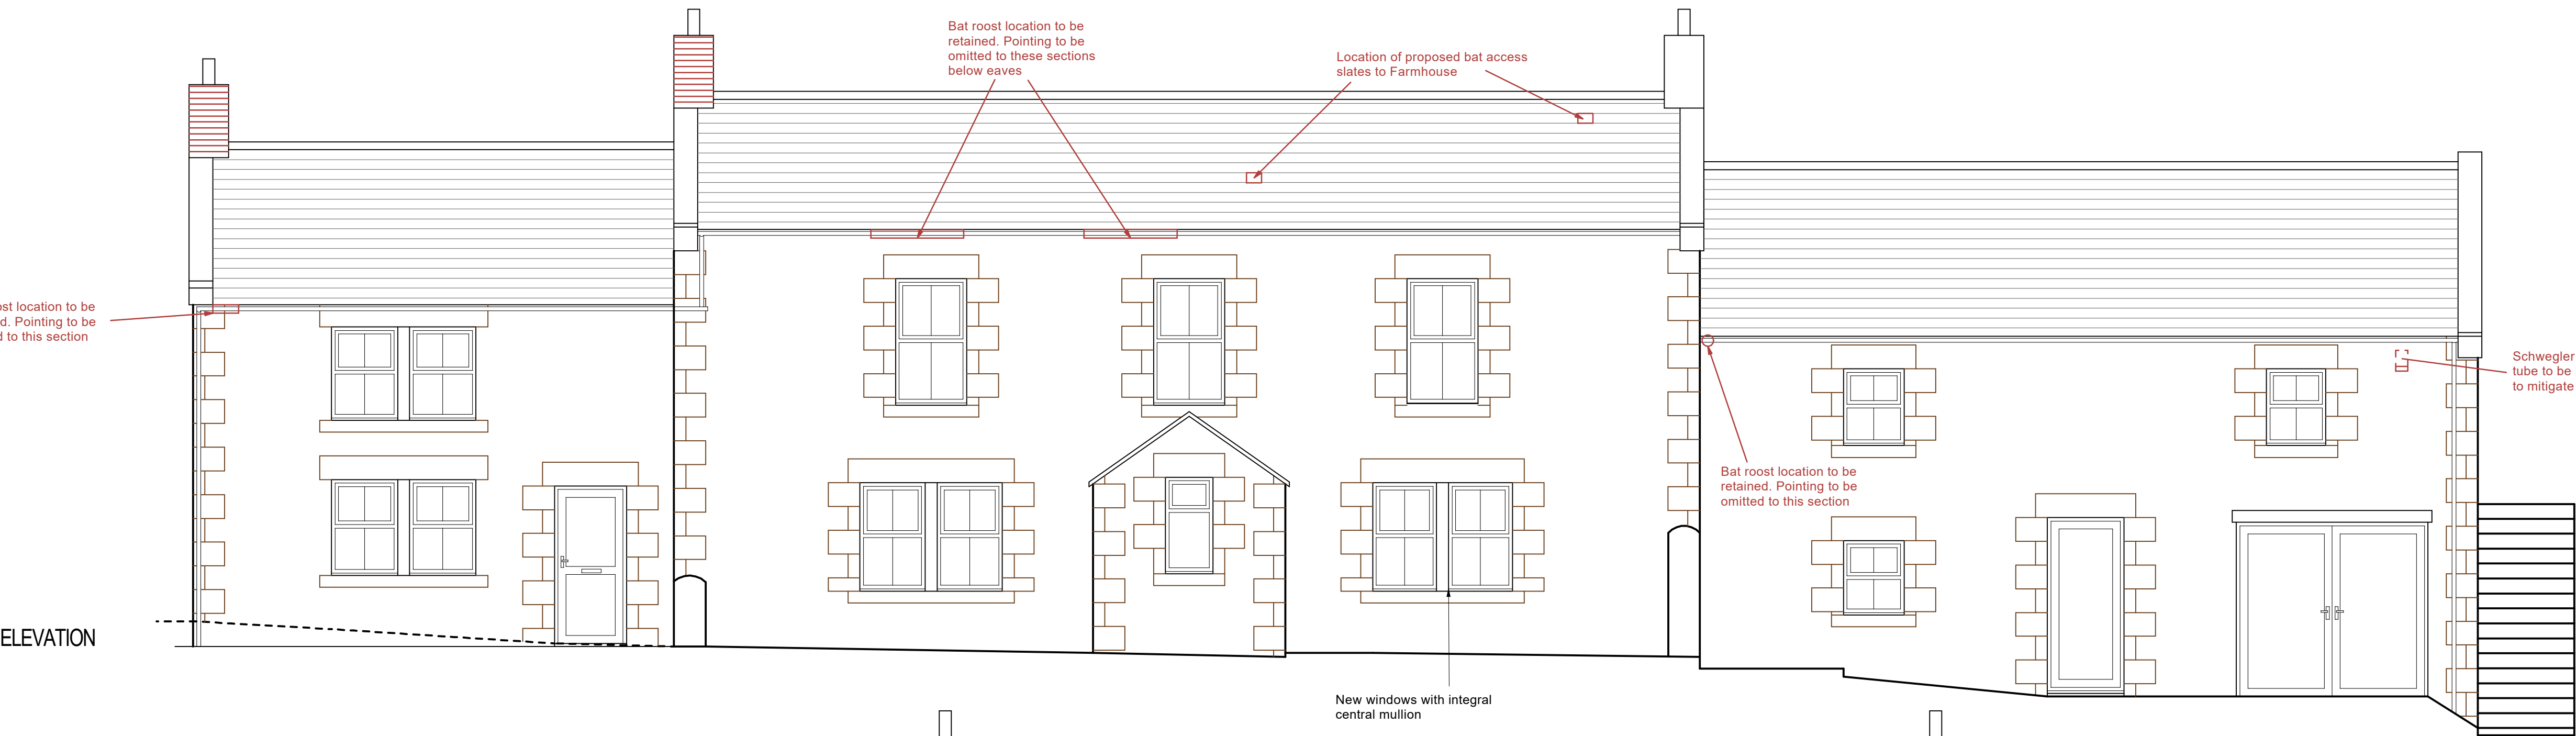 Bat roost location to be
retained. Pointing to be
omitted to these sections
below eaves
Location of proposed bat access
slates to Farmhouse
ost location to be
d. Pointing to be
d to this section
Schwegler
tube to be
to mitigate
Bat roost location to be
retained. Pointing to be
omitted to this section
ELEVATION
New windows with integral
central mullion